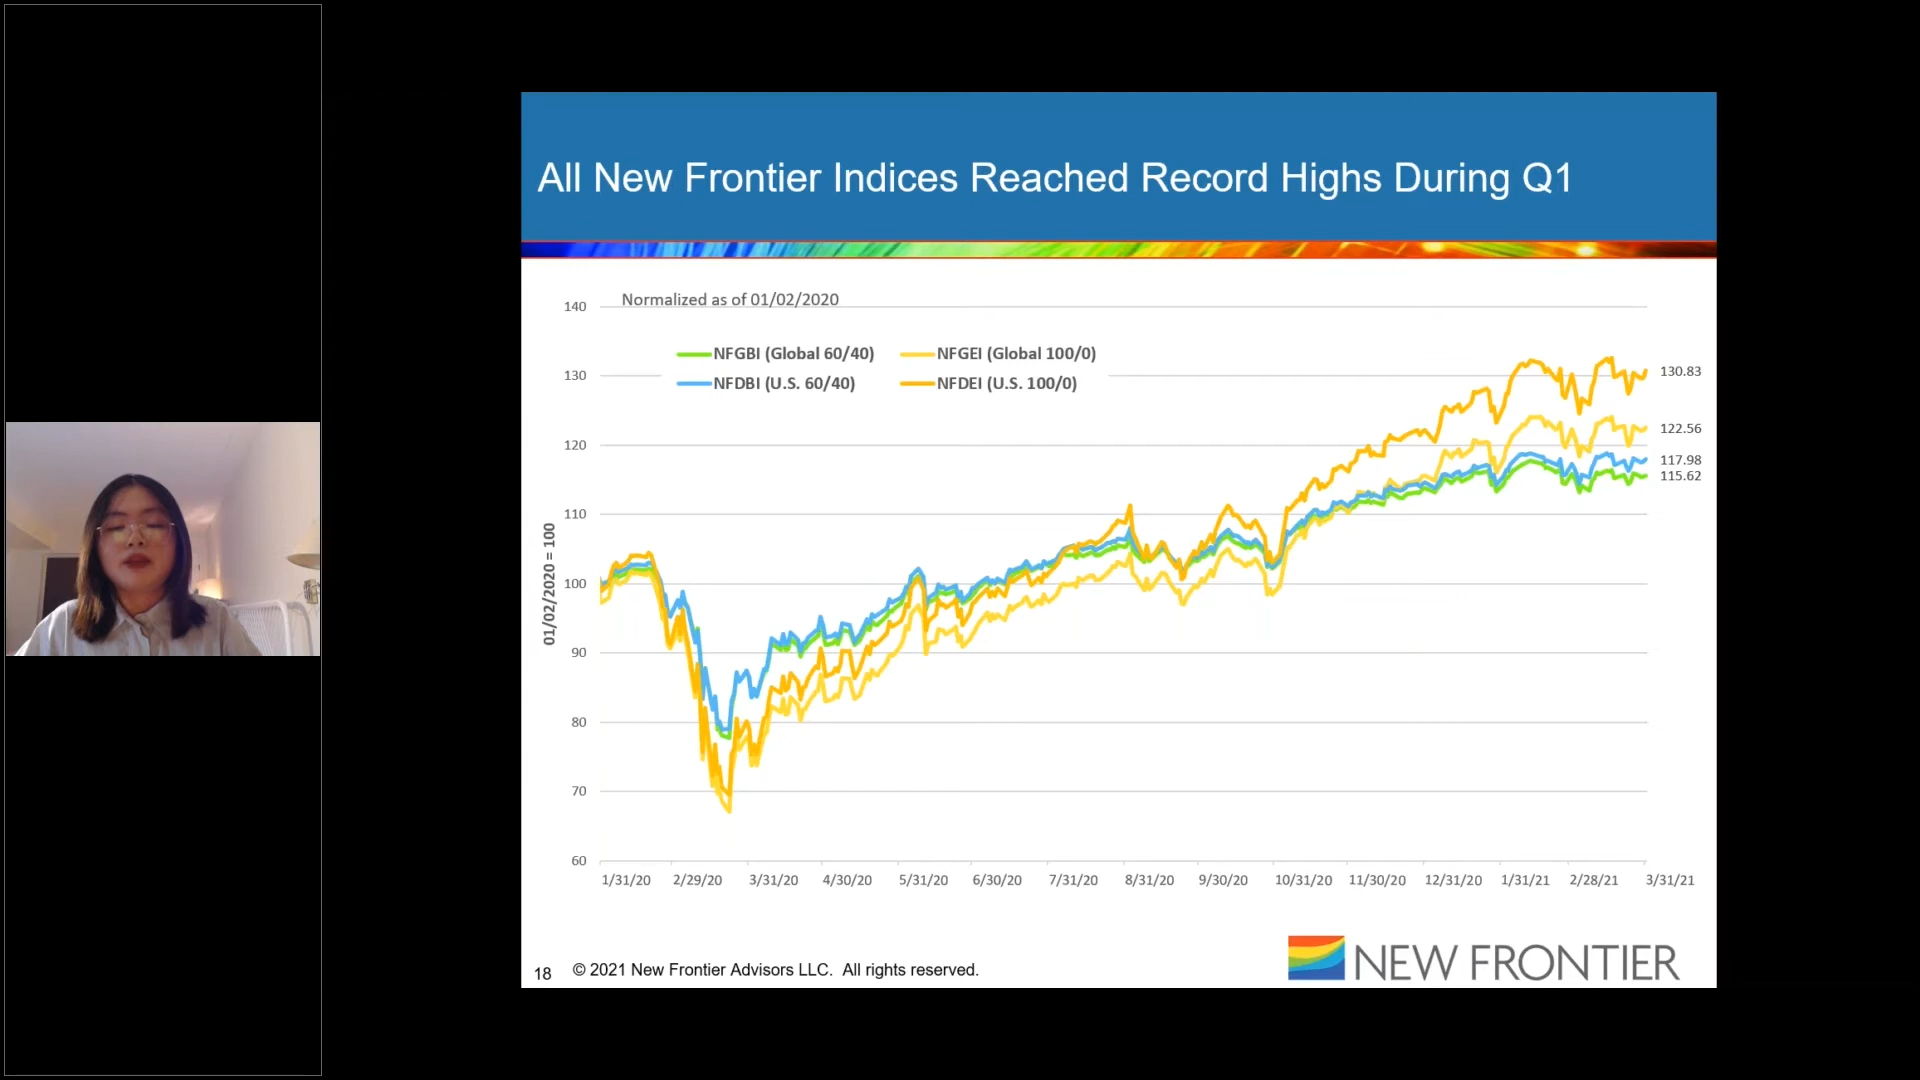 All New Frontier Indices Reached Record Highs During Q1
Normalized as of 01/02/2020
NFGBI (Global 60/40) NFGEI (Global 100/0)
NFDBI (U.S. 60/40) NFDEI (U.S. 100/0)
140
130
120
110
100
90
80
70
60
01/02/2020 = 100
130.83
122.56
117.98
115.62
1/31/20 2/29/20 3/31/20 4/30/20 5/31/20 6/30/20 7/31/20 8/31/20 9/30/20 10/31/20 11/30/20 12/31/20 1/31/21 2/28/21 3/31/21
18 © 2021 New Frontier Advisors LLC. All rights reserved.
NEW FRONTIER